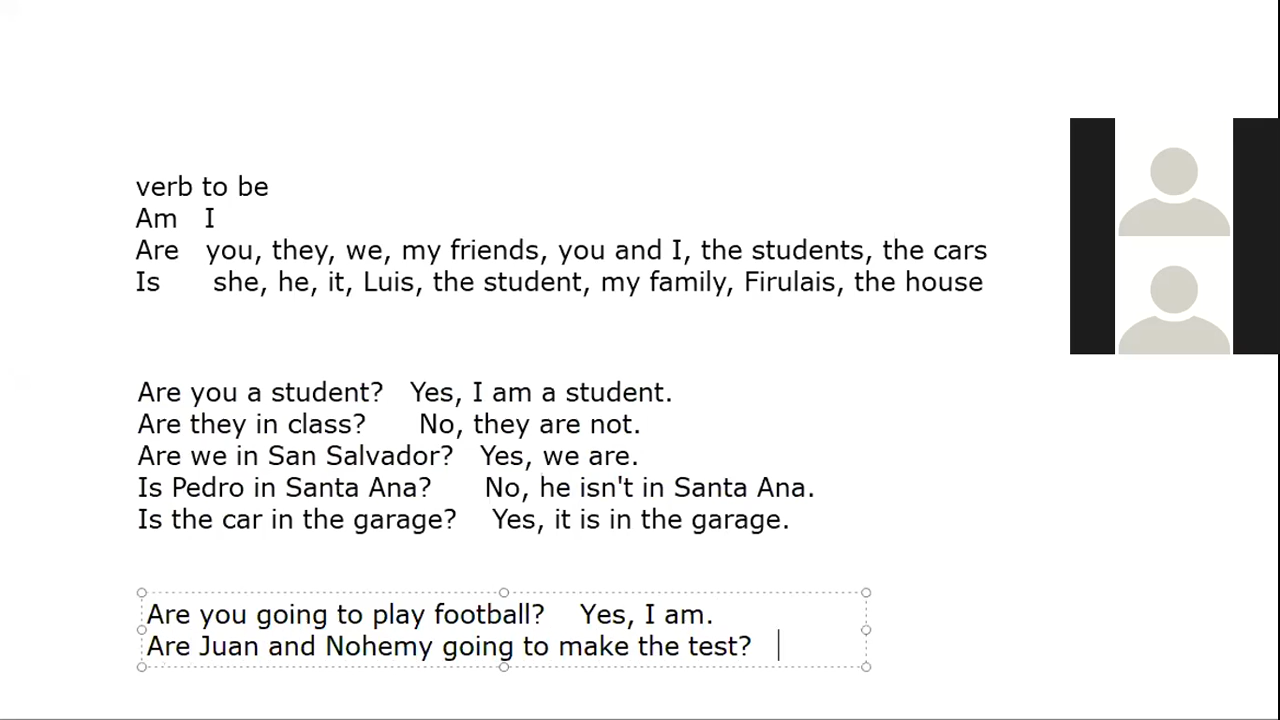 verb to be
Am I
Are you, they, we, my friends, you and I, the students, the cars
Is she, he, it, Luis, the student, my family, Firulais, the house
Are you a student? Yes, I am a student.
Are they in class? No, they are not.
Are we in San Salvador? Yes, we are.
Is Pedro in Santa Ana? No, he isn't in Santa Ana.
Is the car in the garage? Yes, it is in the garage.
Are you going to play football? Yes, I am.
Are Juan and Nohemy going to make the test?